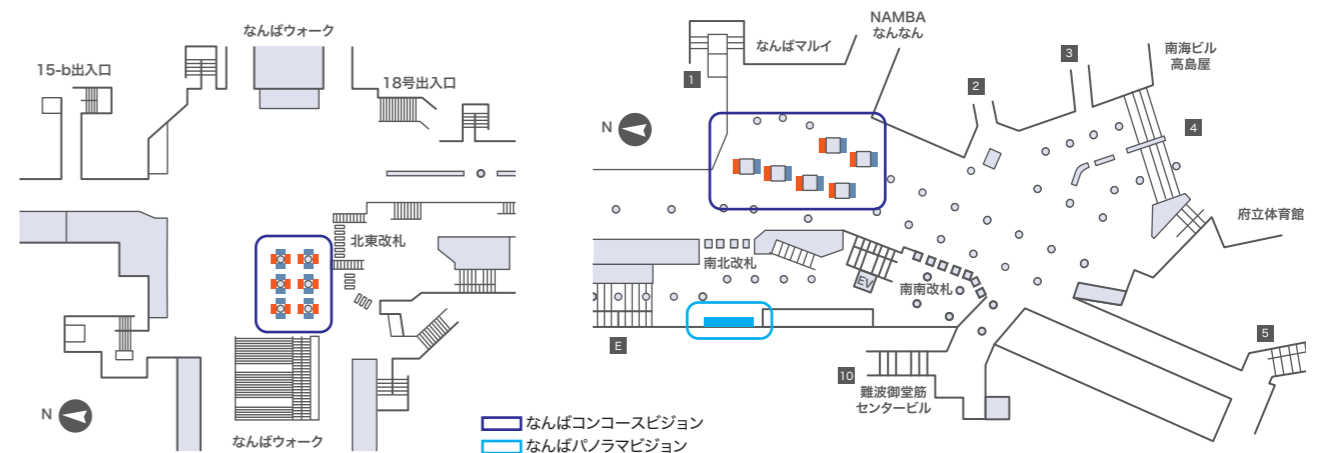 なんばウォーク
15-b出入口
18号出入口
北東改札
N
なんばウォーク
NAMBA
なんなん
なんばマルイ
南海ビル
高島屋
1
2
3
4
N
府立体育館
南北改札
EV
南南改札
E
5
10
難波御堂筋
センタービル
なんばコンコースビジョン
なんばパノラマビジョン